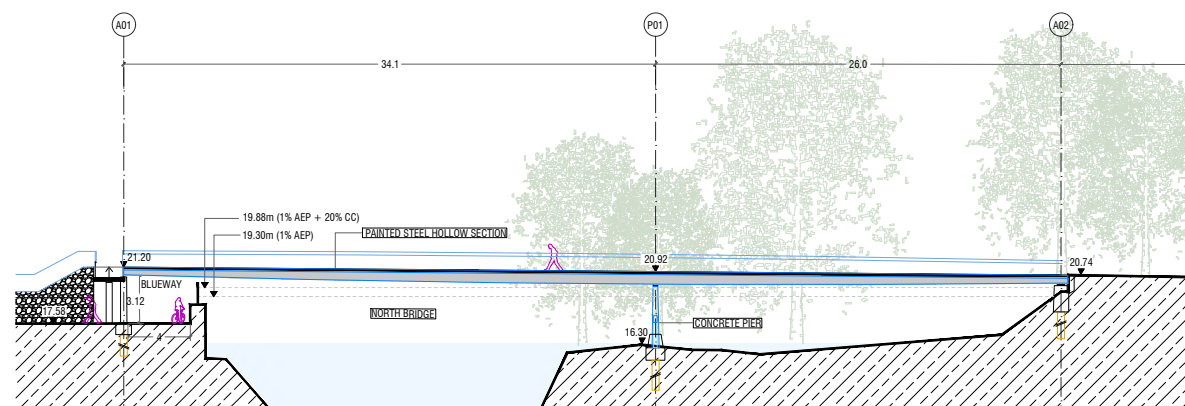 A01
P01
A02
34.1
26.0
19.88m (1% AEP + 20% CC)
19.30m (1% AEP)
PAINTED STEEL HOLLOW SECTION
21.20
20.92
20.74
BLUEWAY
3.12
17.58
NORTH BRIDGE
CONCRETE PIER
16.30
4